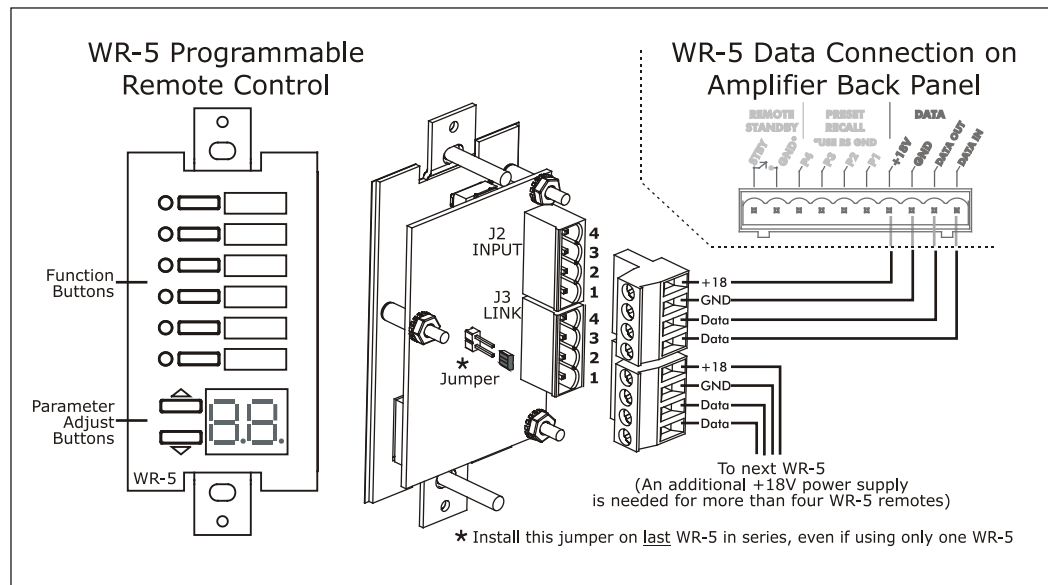 WR-5 Programmable
Remote Control
WR-5 Data Connection on
Amplifier Back Panel
REMOTE
STANDBY
PRESET
RECALL
*USE RS GND
DATA
STBY
GND*
P4
P3
P2
P1
+18V
GND
DATA OUT
DATA IN
Function
Buttons
Parameter
Adjust
Buttons
8.8.
WR-5
J2
INPUT
4
3
2
1
J3
LINK
4
3
2
1
*
Jumper
+18
GND
Data
Data
+18
GND
Data
Data
To next WR-5
(An additional +18V power supply
is needed for more than four WR-5 remotes)
* Install this jumper on last WR-5 in series, even if using only one WR-5